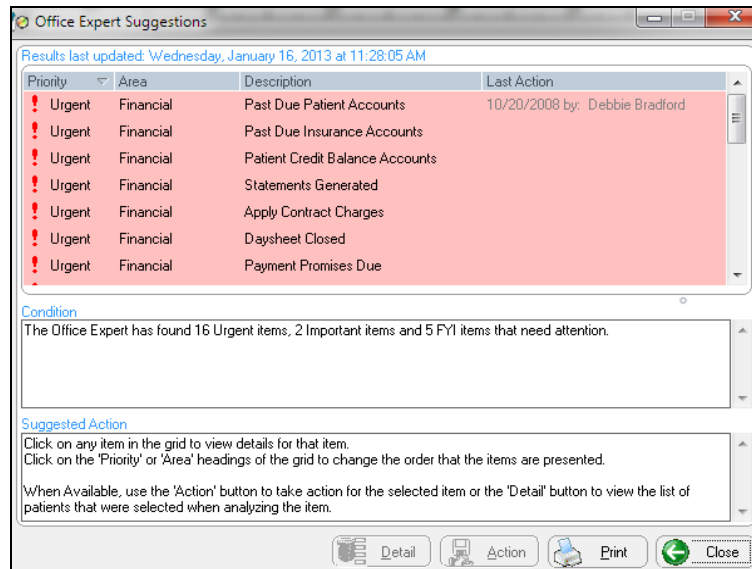 Office Expert Suggestions
Results last updated: Wednesday, January 16, 2013 at 11:28:05 AM
Priority Area Description Last Action
Urgent Financial Past Due Patient Accounts 10/20/2008 by: Debbie Bradford
Urgent Financial Past Due Insurance Accounts
Urgent Financial Patient Credit Balance Accounts
Urgent Financial Statements Generated
Urgent Financial Apply Contract Charges
Urgent Financial Daysheet Closed
Urgent Financial Payment Promises Due
Condition
The Office Expert has found 16 Urgent items, 2 Important items and 5 FYI items that need attention.
Suggested Action
Click on any item in the grid to view details for that item.
Click on the 'Priority' or 'Area' headings of the grid to change the order that the items are presented.
When Available, use the 'Action' button to take action for the selected item or the 'Detail' button to view the list of
patients that were selected when analyzing the item.
Detail Action Print Close